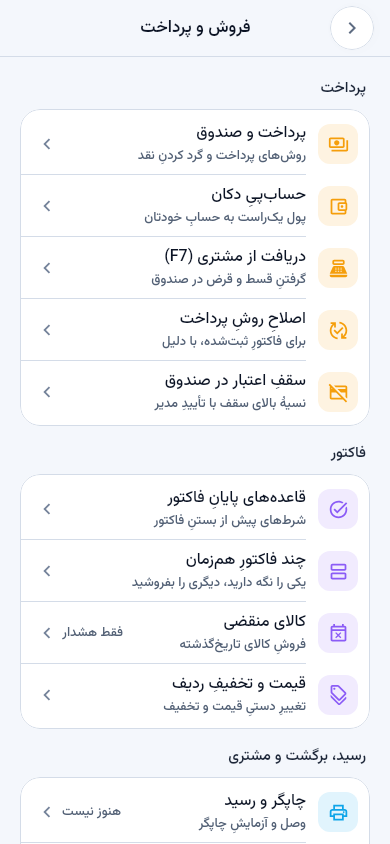 فروش و پرداخت
پرداخت
پرداخت و صندوق
روش‌های پرداخت و گرد کردنِ نقد
حساب‌پیِ دکان
پول یک‌راست به حسابِ خودتان
دریافت از مشتری (F7)
گرفتنِ قسط و قرض در صندوق
اصلاحِ روشِ پرداخت
برای فاکتورِ ثبت‌شده، با دلیل
سقفِ اعتبار در صندوق
نسیهٔ بالای سقف با تأییدِ مدیر
فاکتور
قاعده‌های پایانِ فاکتور
شرط‌های پیش از بستنِ فاکتور
چند فاکتورِ هم‌زمان
یکی را نگه دارید، دیگری را بفروشید
کالای منقضی
فروشِ کالای تاریخ‌گذشته
فقط هشدار
قیمت و تخفیفِ ردیف
تغییرِ دستیِ قیمت و تخفیف
رسید، برگشت و مشتری
چاپگر و رسید
وصل و آزمایشِ چاپگر
هنوز نیست